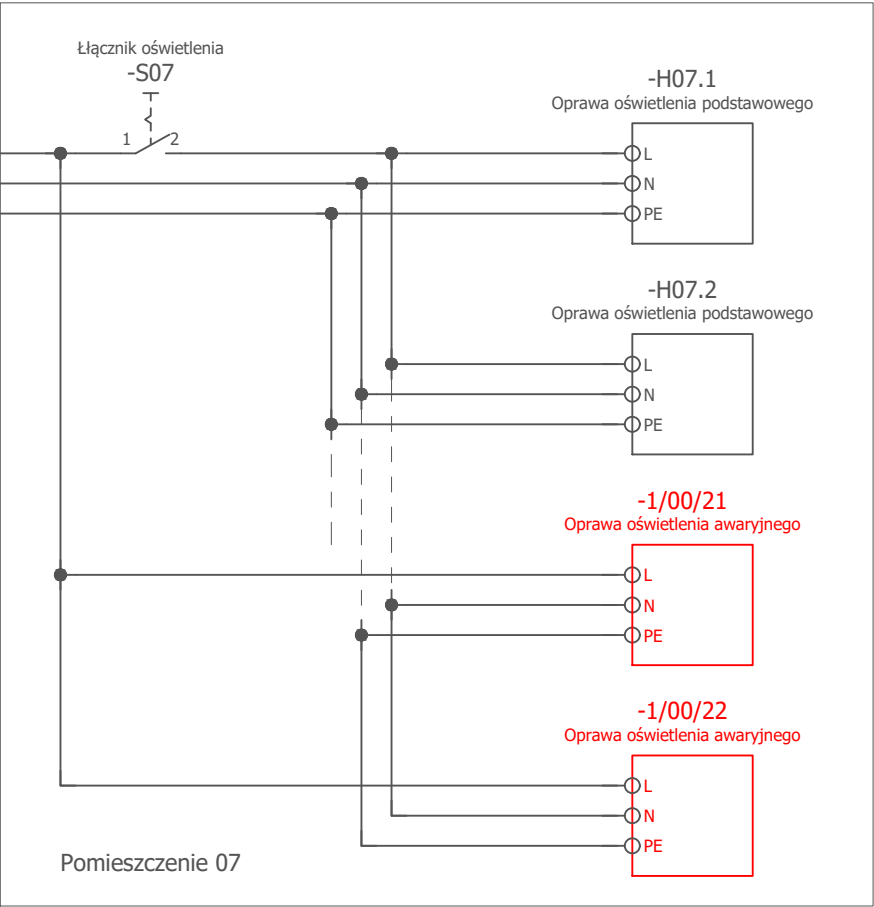 Łłącznik oświetlenia
-S07
1 2
-H07.1
Oprawa oświetlenia podstawowego
L
N
PE
-H07.2
Oprawa oświetlenia podstawowego
L
N
PE
-1/00/21
Oprawa oświetlenia awaryjnego
L
N
PE
-1/00/22
Oprawa oświetlenia awaryjnego
L
N
PE
Pomieszczenie 07